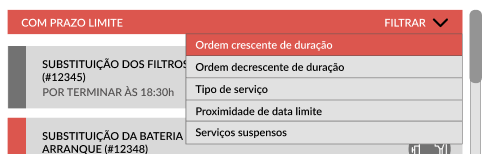 COM PRAZO LIMITE
FILTRAR
Ordem crescente de duração
SUBSTITUIÇÃO DOS FILTROS
Ordem decrescente de duração
(#12345)
POR TERMINAR ÀS 18:30h
Tipo de serviço
Proximidade de data limite
Serviços suspensos
SUBSTITUIÇÃO DA BATERIA
ARRANQUE (#12348)